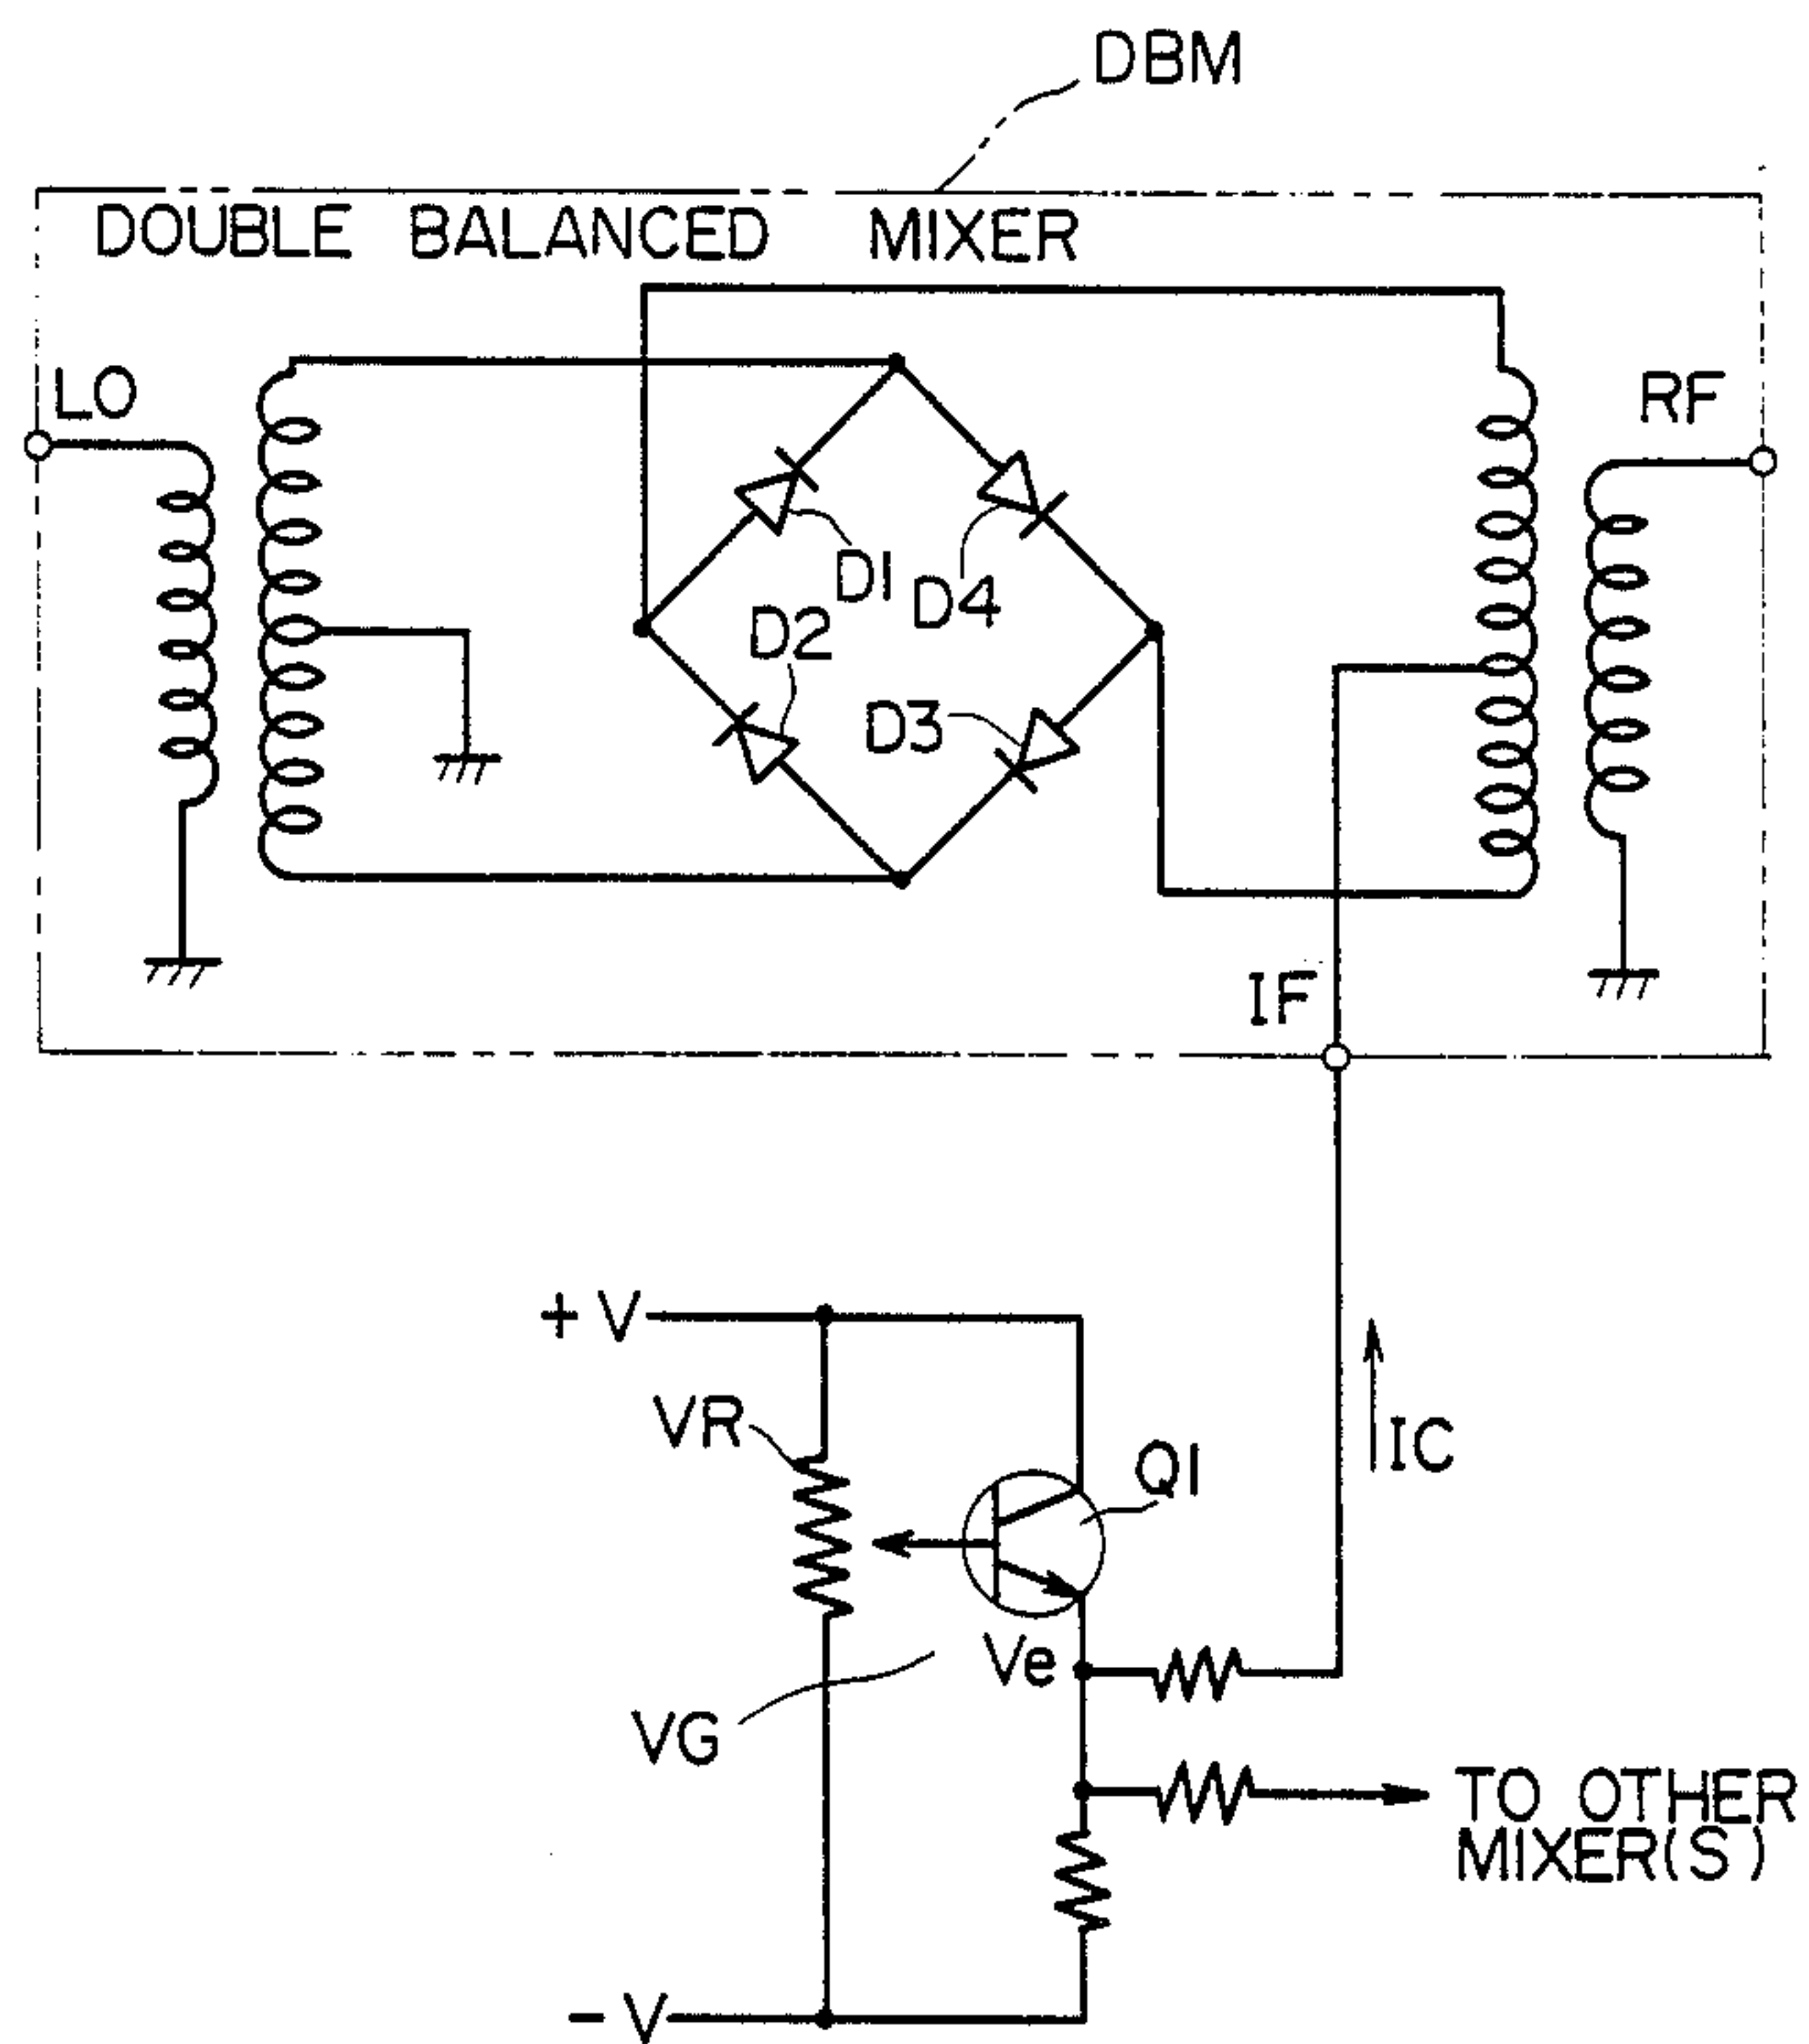 DBM
DOUBLE BALANCED MIXER
LO
RF
D1
D4
D2
D3
IF
+V
VR
Q1
IC
Ve
VG
TO OTHER
MIXER(S)
-V